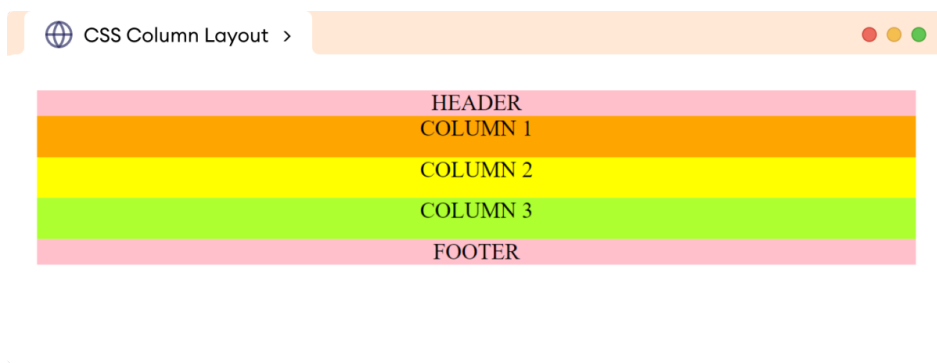 CSS Column Layout >
HEADER
COLUMN 1
COLUMN 2
COLUMN 3
FOOTER